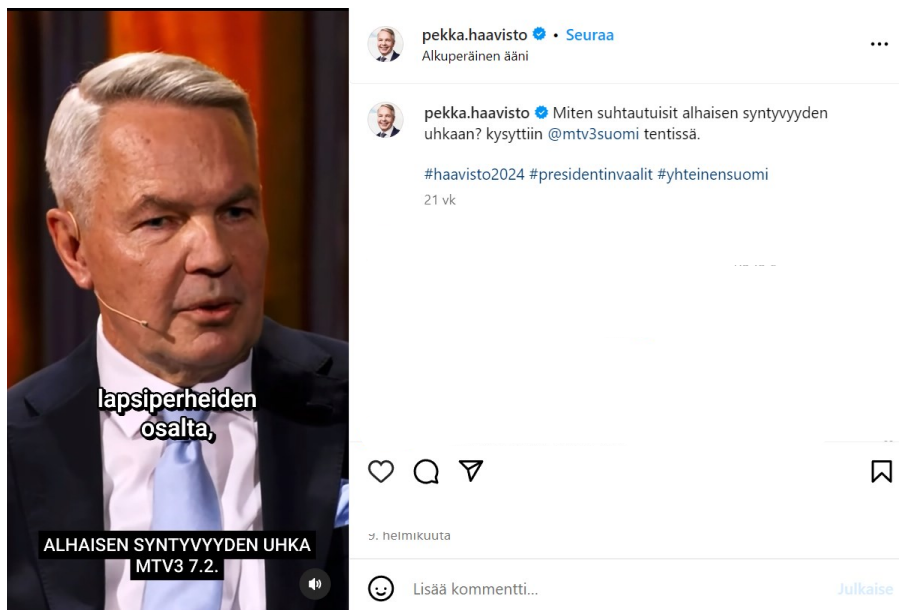 pekka.haavisto • Seuraa
Alkuperäinen ääni
pekka.haavisto Miten suhtautuisit alhaisen syntyvyyden
uhkaan? kysyttiin @mtv3suomi tentissä.
#haavisto2024 #presidentinvaalit #yhteinensuomi
21 vk
lapsiperheiden
osalta,
ALHAISEN SYNTYVYYDEN UHKA
MTV3 7.2.
9. helmikuuta
Lisää kommentti...
Julkaise